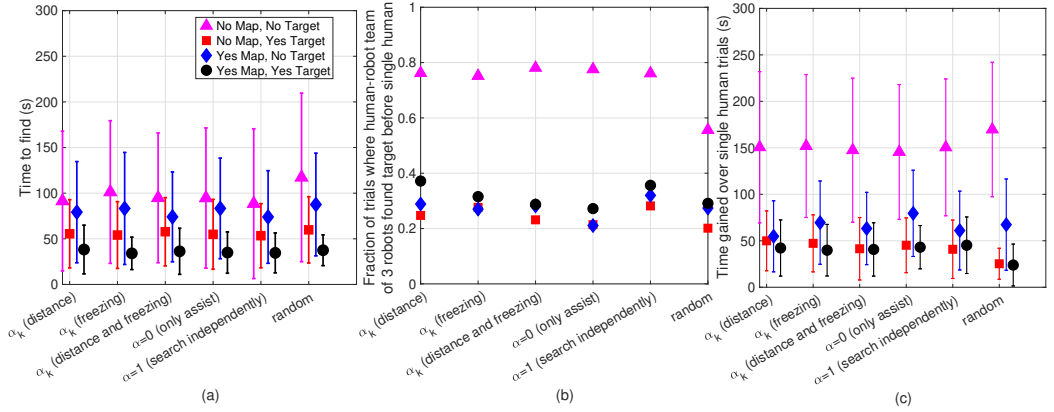 300
250
200
150
100
50
0
Time to find (s)
No Map, No Target
No Map, Yes Target
Yes Map, No Target
Yes Map, Yes Target
α_k (distance)
α_k (freezing)
α_k (distance and freezing)
α=0 (only assist)
α=1 (search independently)
random
(a)
1
0.8
0.6
0.4
0.2
0
Fraction of trials where human-robot team
of 3 robots found target before single human
α_k (distance)
α_k (freezing)
α_k (distance and freezing)
α=0 (only assist)
α=1 (search independently)
random
(b)
300
250
200
150
100
50
0
Time gained over single human trials (s)
α_k (distance)
α_k (freezing)
α_k (distance and freezing)
α=0 (only assist)
α=1 (search independently)
random
(c)